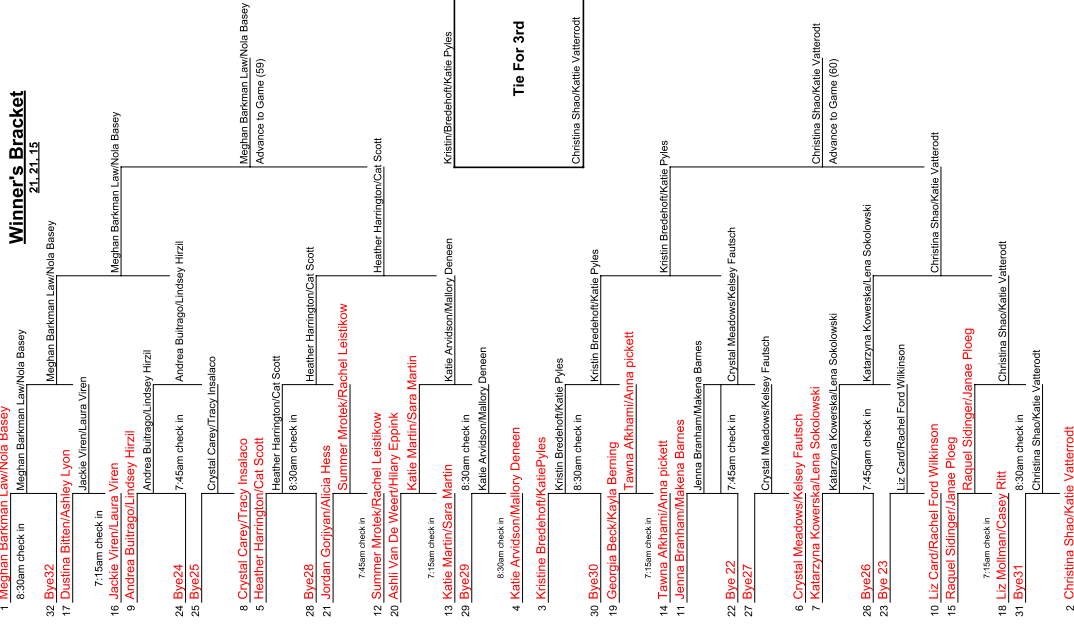 Winner's Bracket
21, 21, 15
1 Meghan Barkman Law/Nola Basey
8:30am check in
32 Bye32
17 Dustina Bitten/Ashley Lyon
7:15am check in
16 Jackie Viren/Laura Viren
9 Andrea Buitrago/Lindsey Hirzil
24 Bye24
25 Bye25
8 Crystal Carey/Tracy Insalaco
5 Heather Harrington/Cat Scott
28 Bye28
21 Jordan Gorjiyan/Alicia Hess
7:45am check in
12 Summer Mrotek/Rachel Leistikow
20 Ashli Van De Weert/Hilary Eppink
7:15am check in
13 Katie Martin/Sara Martin
29 Bye29
8:30am check in
4 Katie Arvidson/Mallory Deneen
3 Kristine Bredehoft/KatiePyles
30 Bye30
19 Georgia Beck/Kayla Berning
7:15am check in
14 Tawna Afkhami/Anna pickett
11 Jenna Branham/Makena Barnes
22 Bye 22
27 Bye27
6 Crystal Meadows/Kelsey Fautsch
7 Katarzyna Kowerska/Lena Sokolowski
26 Bye26
23 Bye 23
10 Liz Card/Rachel Ford Wilkinson
15 Raquel Sidinger/Janae Ploeg
7:15am check in
18 Liz Mollman/Casey Ritt
31 Bye31
2 Christina Shao/Katie Vatterrodt
Meghan Barkman Law/Nola Basey
Jackie Viren/Laura Viren
Andrea Buitrago/Lindsey Hirzil
7:45am check in
Crystal Carey/Tracy Insalaco
Heather Harrington/Cat Scott
8:30am check in
Summer Mrotek/Rachel Leistikow
Katie Martin/Sara Martin
8:30am check in
Katie Arvidson/Mallory Deneen
Kristin Bredehoft/Katie Pyles
8:30am check in
Tawna Afkhami/Anna pickett
Jenna Branham/Makena Barnes
7:45am check in
Crystal Meadows/Kelsey Fautsch
Katarzyna Kowerska/Lena Sokolowski
7:45qam check in
Liz Card/Rachel Ford Wilkinson
Raquel Sidinger/Janae Ploeg
8:30am check in
Christina Shao/Katie Vatterrodt
Meghan Barkman Law/Nola Basey
Andrea Buitrago/Lindsey Hirzil
Heather Harrington/Cat Scott
Katie Arvidson/Mallory Deneen
Kristin Bredehoft/Katie Pyles
Crystal Meadows/Kelsey Fautsch
Katarzyna Kowerska/Lena Sokolowski
Christina Shao/Katie Vatterrodt
Meghan Barkman Law/Nola Basey
Heather Harrington/Cat Scott
Kristin Bredehoft/Katie Pyles
Christina Shao/Katie Vatterrodt
Meghan Barkman Law/Nola Basey
Advance to Game (59)
Christina Shao/Katie Vatterrodt
Advance to Game (60)
Kristin/Bredehoft/Katie Pyles
Tie For 3rd
Christina Shao/Kattie Vatterrodt